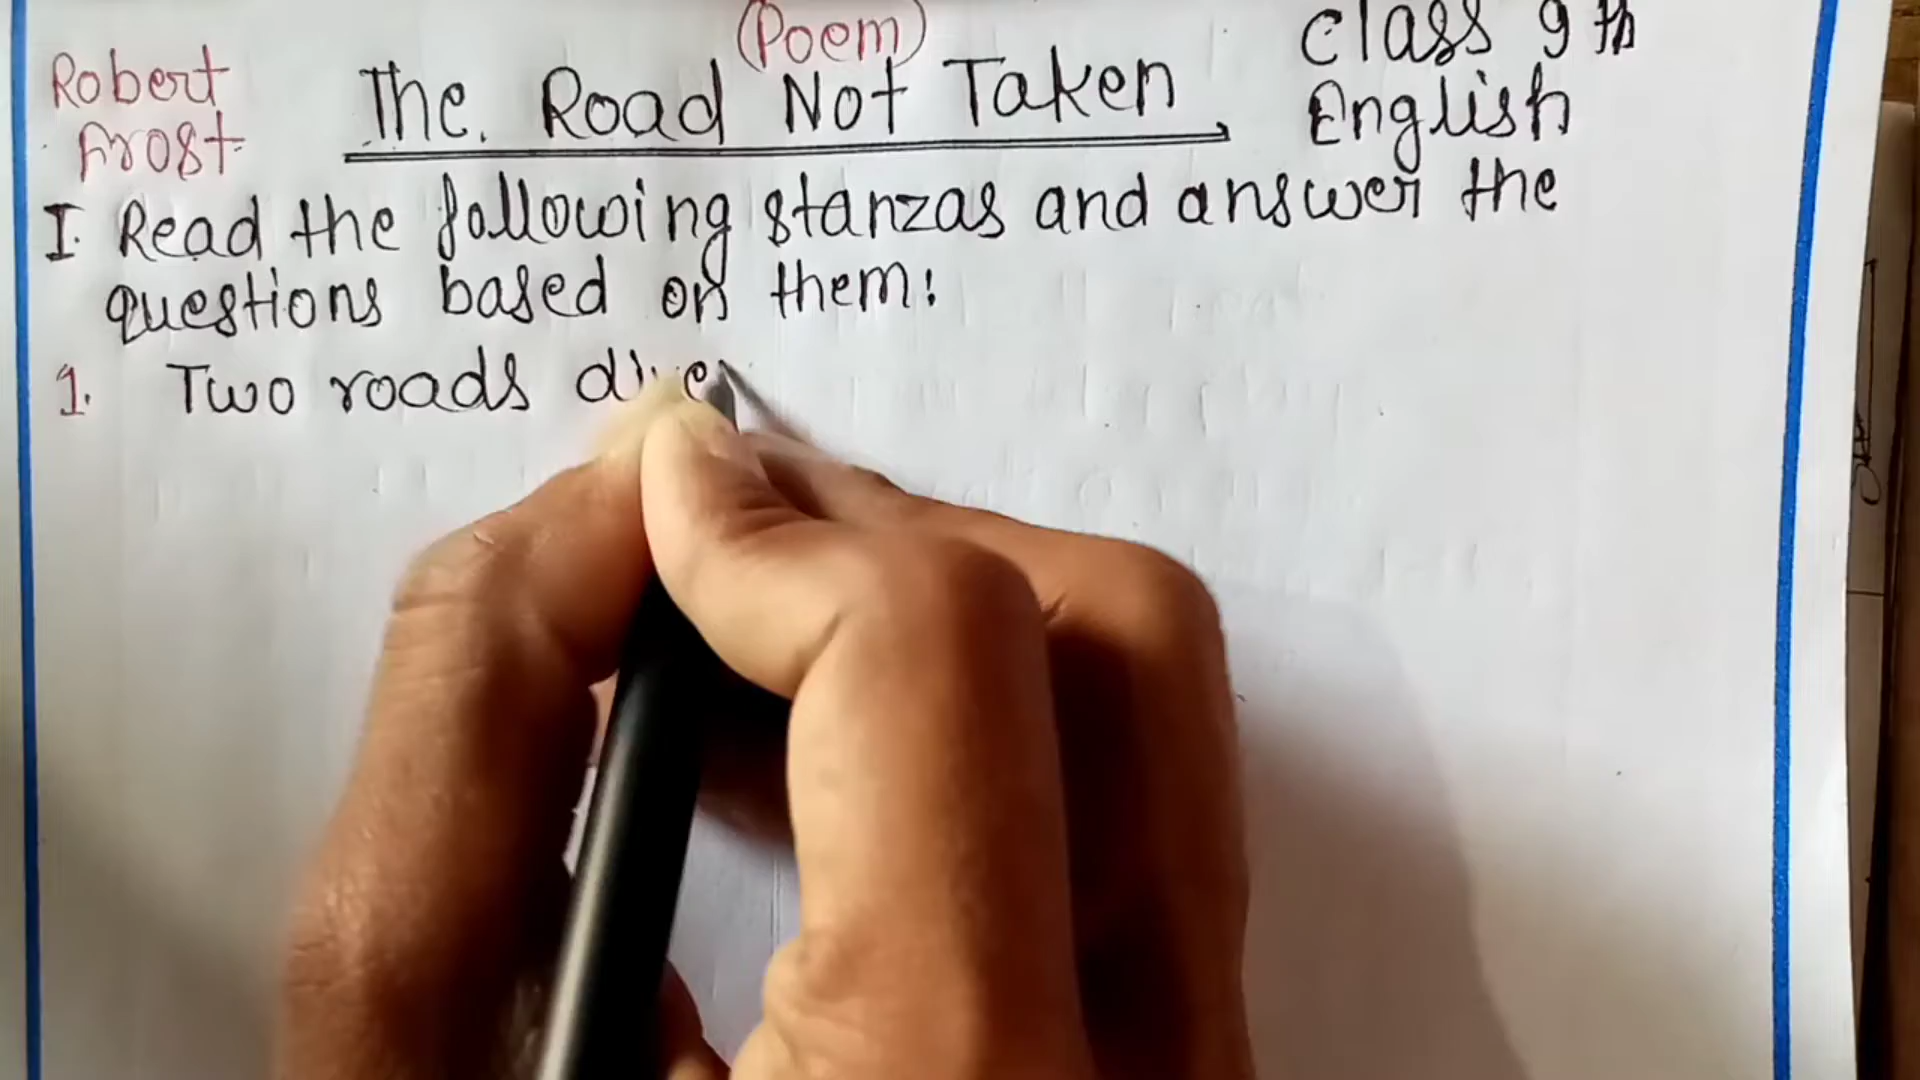 (Poem)
Robert
Frost
The. Road Not Taken
Class 9th
English
I. Read the following stanzas and answer the
questions based on them:
1. Two roads dive